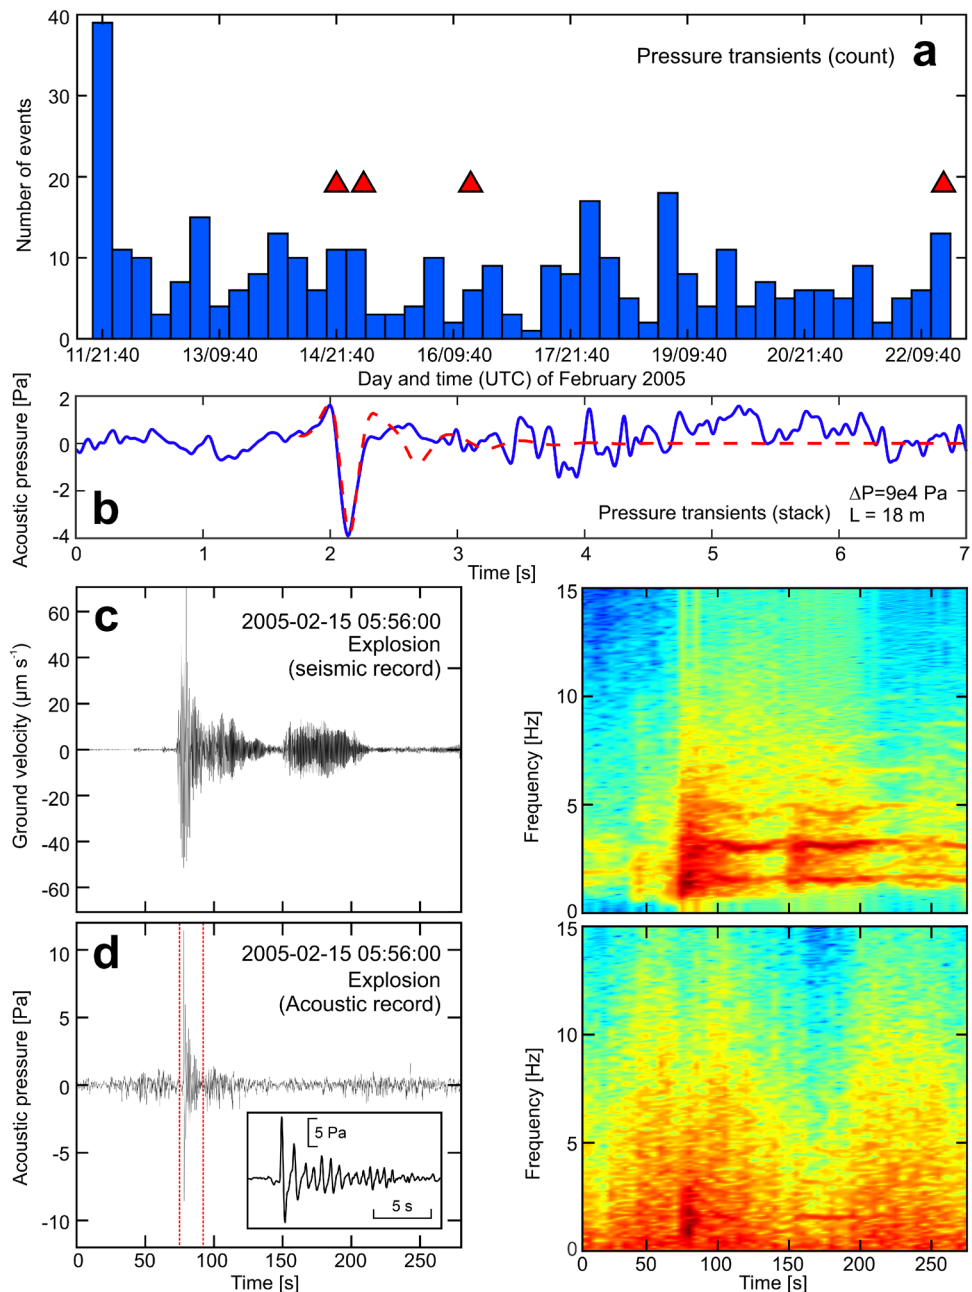 40
30
20
10
0
Number of events
Pressure transients (count) a
11/21:40 13/09:40 14/21:40 16/09:40 17/21:40 19/09:40 20/21:40 22/09:40
Day and time (UTC) of February 2005
2
0
-2
-4
Acoustic pressure [Pa]
b
Pressure transients (stack)
ΔP=9e4 Pa
L = 18 m
0 1 2 3 4 5 6 7
Time [s]
60
40
20
0
-20
-40
-60
Ground velocity (µm s⁻¹)
c
2005-02-15 05:56:00
Explosion
(seismic record)
15
10
5
0
Frequency [Hz]
0 50 100 150 200 250
10
5
0
-5
-10
Acoustic pressure [Pa]
d
2005-02-15 05:56:00
Explosion
(Acoustic record)
5 Pa
5 s
0 50 100 150 200 250
Time [s]
15
10
5
0
Frequency [Hz]
0 50 100 150 200 250
Time [s]